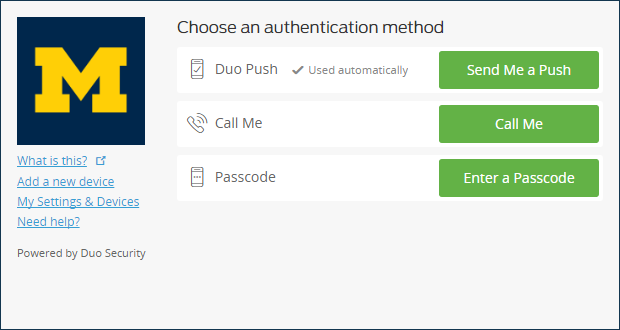 M
What is this?
Add a new device
My Settings & Devices
Need help?
Powered by Duo Security
Choose an authentication method
Duo Push Used automatically Send Me a Push
Call Me Call Me
Passcode Enter a Passcode